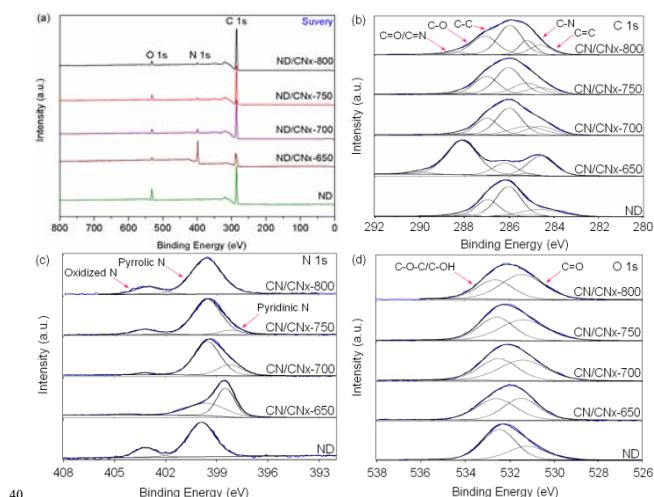 (a)
Suvery
C 1s
O 1s
N 1s
ND/CNx-800
ND/CNx-750
ND/CNx-700
ND/CNx-650
ND
Intensity (a.u.)
800 700 600 500 400 300 200 100 0
Binding Energy (eV)
(b)
C 1s
C=O/C=N
C-O
C-C
C-N
C=C
CN/CNx-800
CN/CNx-750
CN/CNx-700
CN/CNx-650
ND
Intensity (a.u.)
292 290 288 286 284 282 280
Binding Energy (eV)
(c)
N 1s
Oxidized N
Pyrrolic N
CN/CNx-800
CN/CNx-750
Pyridinic N
CN/CNx-700
CN/CNx-650
ND
Intensity (a.u.)
408 405 402 399 396 393
Binding Energy (eV)
(d)
O 1s
C-O-C/C-OH
C=O
CN/CNx-800
CN/CNx-750
CN/CNx-700
CN/CNx-650
ND
Intensity (a.u.)
538 536 534 532 530 528 526
Binding Energy (eV)
40